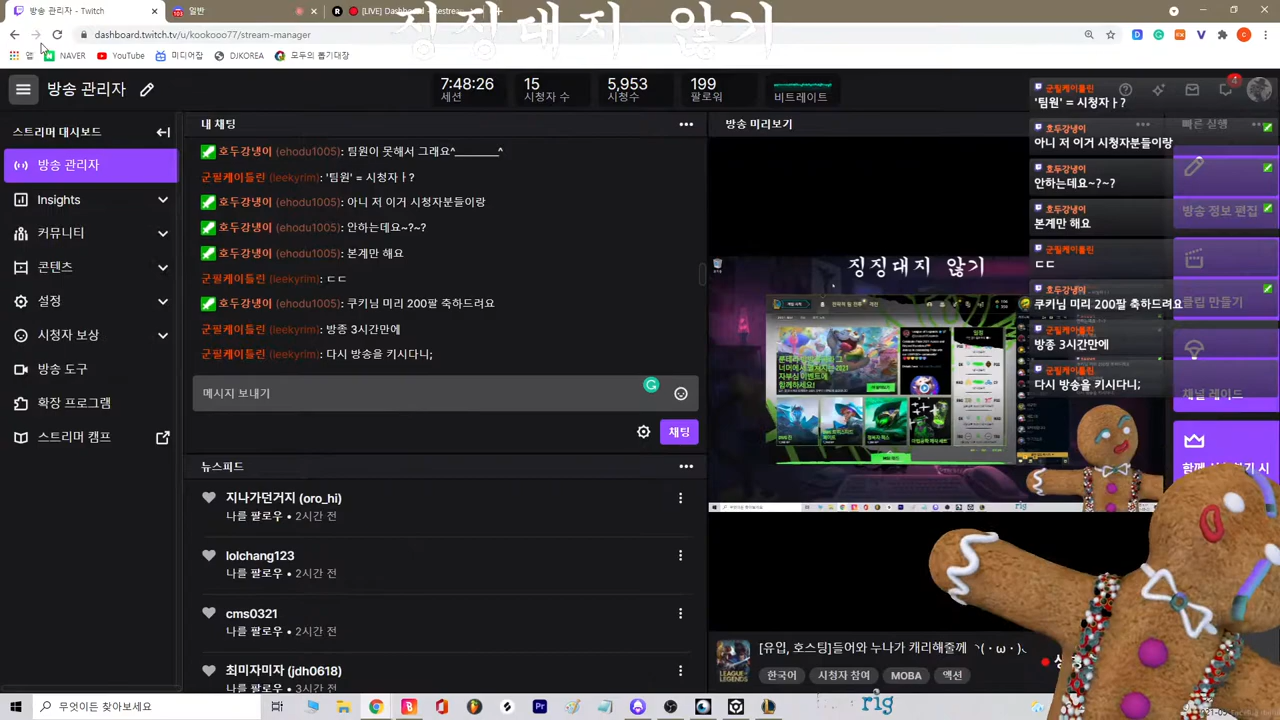 방송 관리자 - Twitch
일반
[LIVE] Dashboard - Restream
징징대지 않기
dashboard.twitch.tv/u/kookooo77/stream-manager
앱
NAVER
YouTube
미디어잡
DJKOREA
모두의 뽑기대장
방송 관리자
7:48:26
세션
15
시청자 수
5,953
시청수
199
팔로워
비트레이트
스트리머 대시보드
방송 관리자
Insights
커뮤니티
콘텐츠
설정
시청자 보상
방송 도구
확장 프로그램
스트리머 캠프
내 채팅
호두강냉이 (ehodu1005): 팀원이 못해서 그래요^________^
군필케이틀린 (leekyrim): '팀원' = 시청자ㅏ?
호두강냉이 (ehodu1005): 아니 저 이거 시청자분들이랑
호두강냉이 (ehodu1005): 안하는데요~?~?
호두강냉이 (ehodu1005): 본계만 해요
군필케이틀린 (leekyrim): ㄷㄷ
호두강냉이 (ehodu1005): 쿠키님 미리 200팔 축하드려요
군필케이틀린 (leekyrim): 방종 3시간만에
군필케이틀린 (leekyrim): 다시 방송을 키시다니;
메시지 보내기
채팅
뉴스피드
지나가던거지 (oro_hi)
나를 팔로우 • 2시간 전
lolchang123
나를 팔로우 • 2시간 전
cms0321
나를 팔로우 • 2시간 전
최미자미자 (jdh0618)
나를 팔로우 • 3시간 전
방송 미리보기
징징대지 않기
rig
[유입, 호스팅]들어와 누나가 캐리해줄께
한국어
시청자 참여
MOBA
액션
빠른 실행
방송 정보 편집
클립 만들기
채널 레이드
군필케이틀린
'팀원' = 시청자ㅏ?
호두강냉이
아니 저 이거 시청자분들이랑
호두강냉이
안하는데요~?~?
호두강냉이
본계만 해요
군필케이틀린
ㄷㄷ
호두강냉이
쿠키님 미리 200팔 축하드려요
군필케이틀린
방종 3시간만에
군필케이틀린
다시 방송을 키시다니;
무엇이든 찾아보세요
rig